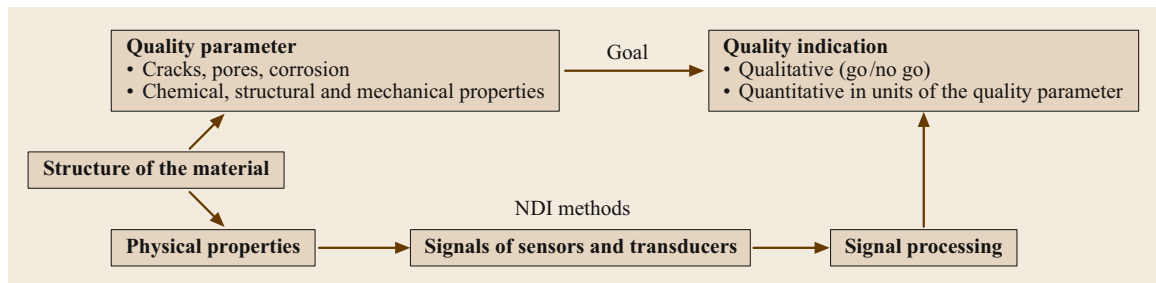 Quality parameter
• Cracks, pores, corrosion
• Chemical, structural and mechanical properties
Goal
Quality indication
• Qualitative (go/no go)
• Quantitative in units of the quality parameter
Structure of the material
NDI methods
Physical properties
Signals of sensors and transducers
Signal processing